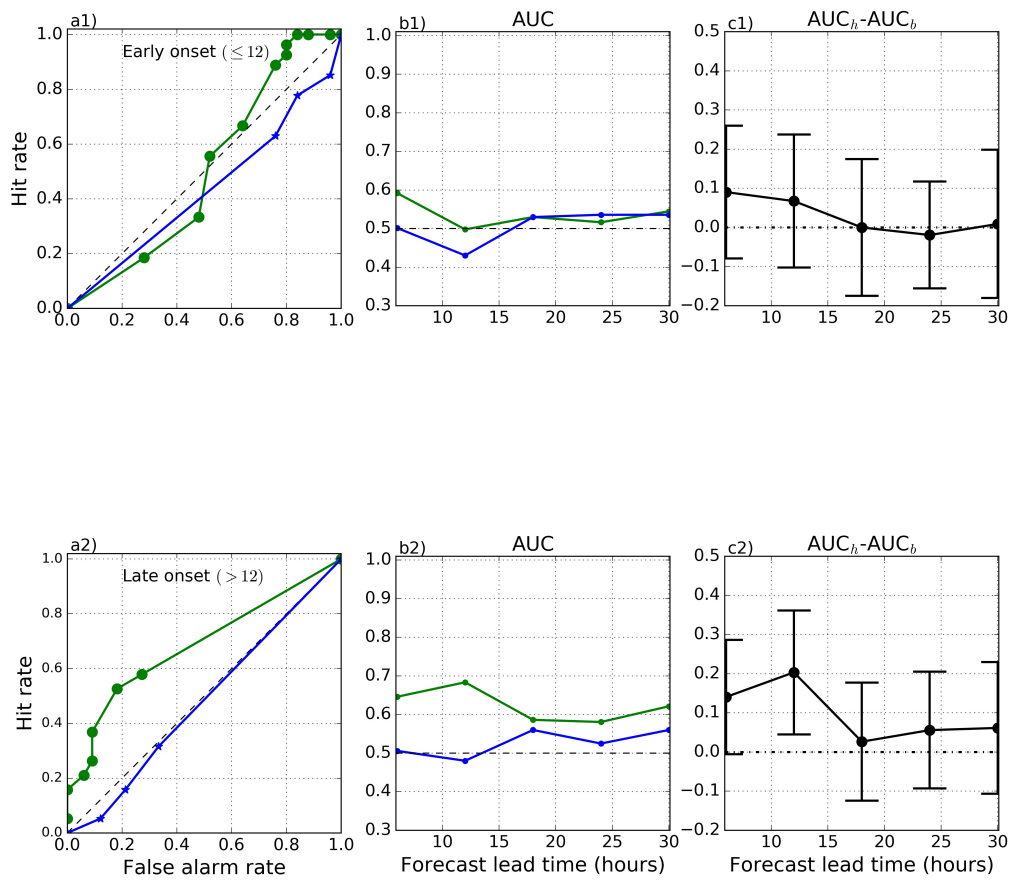 a1)
Early onset (≤12)
Hit rate
1.0
0.8
0.6
0.4
0.2
0.0
0.0 0.2 0.4 0.6 0.8 1.0
b1)
AUC
1.0
0.9
0.8
0.7
0.6
0.5
0.4
0.3
10 15 20 25 30
c1)
AUCh-AUCb
0.5
0.4
0.3
0.2
0.1
0.0
−0.1
−0.2
10 15 20 25 30
a2)
Late onset (>12)
Hit rate
1.0
0.8
0.6
0.4
0.2
0.0
0.0 0.2 0.4 0.6 0.8 1.0
False alarm rate
b2)
AUC
1.0
0.9
0.8
0.7
0.6
0.5
0.4
0.3
10 15 20 25 30
Forecast lead time (hours)
c2)
AUCh-AUCb
0.5
0.4
0.3
0.2
0.1
0.0
−0.1
−0.2
10 15 20 25 30
Forecast lead time (hours)